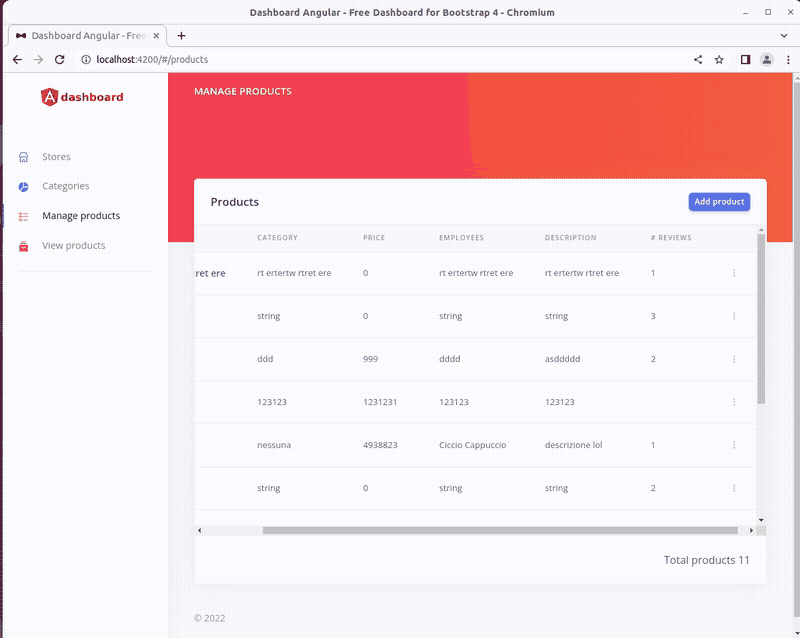 Dashboard Angular - Free Dashboard for Bootstrap 4 - Chromium
Dashboard Angular - Free
localhost:4200/#/products
dashboard
MANAGE PRODUCTS
Stores
Categories
Manage products
View products
Products
Add product
CATEGORY PRICE EMPLOYEES DESCRIPTION # REVIEWS
tret ere rt ertertw rtret ere 0 rt ertertw rtret ere rt ertertw rtret ere 1
string 0 string string 3
ddd 999 dddd asddddd 2
123123 1231231 123123 123123
nessuna 4938823 Ciccio Cappuccio descrizione lol 1
string 0 string string 2
Total products 11
© 2022